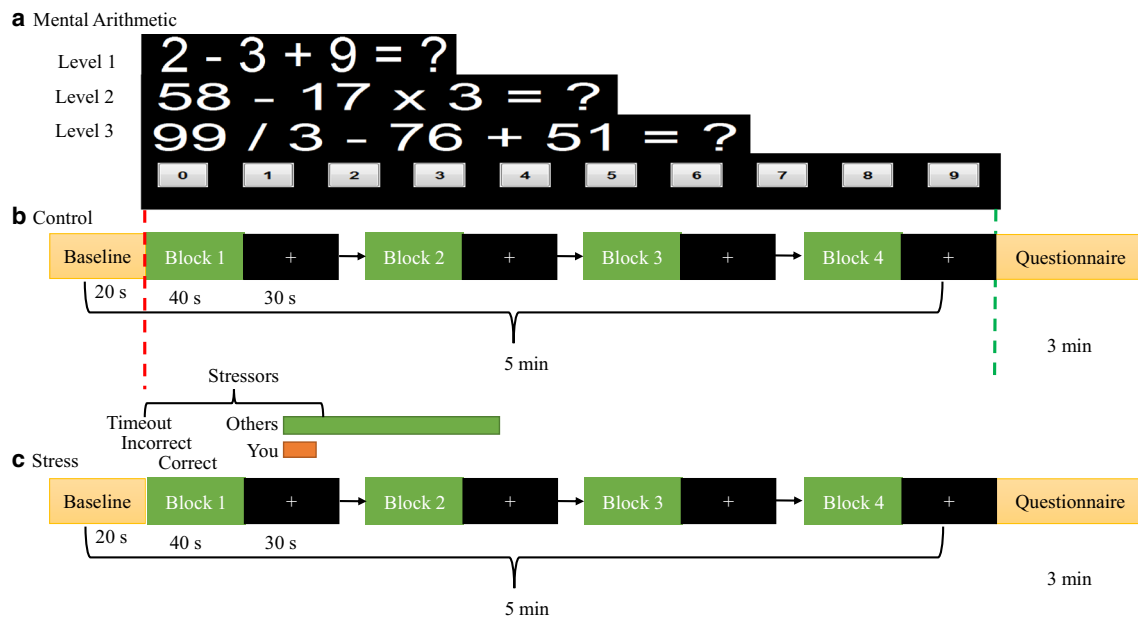 a Mental Arithmetic
Level 1
2 - 3 + 9 = ?
Level 2
58 - 17 x 3 = ?
Level 3
99 / 3 - 76 + 51 = ?
0 1 2 3 4 5 6 7 8 9
b Control
Baseline Block 1 + Block 2 + Block 3 + Block 4 + Questionnaire
20 s 40 s 30 s
5 min
3 min
Stressors
Timeout
Incorrect
Correct
Others
You
c Stress
Baseline Block 1 + Block 2 + Block 3 + Block 4 + Questionnaire
20 s 40 s 30 s
5 min
3 min